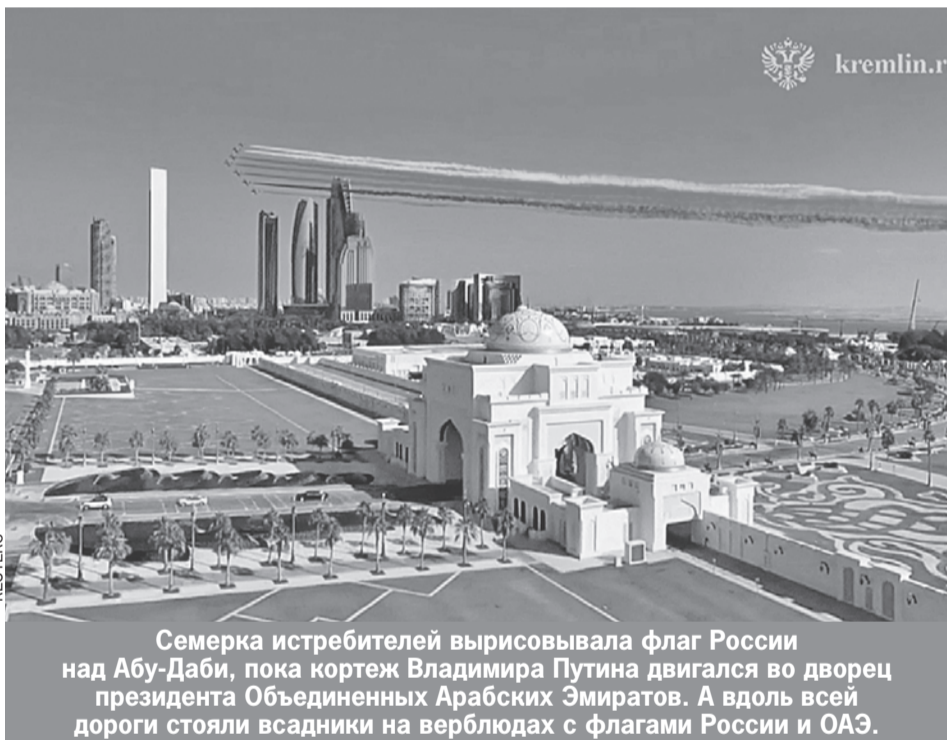 kremlin.r
Семерка истребителей вырисовывала флаг России
над Абу-Даби, пока кортеж Владимира Путина двигался во дворец
президента Объединенных Арабских Эмиратов. А вдоль всей
дороги стояли всадники на верблюдах с флагами России и ОАЭ.